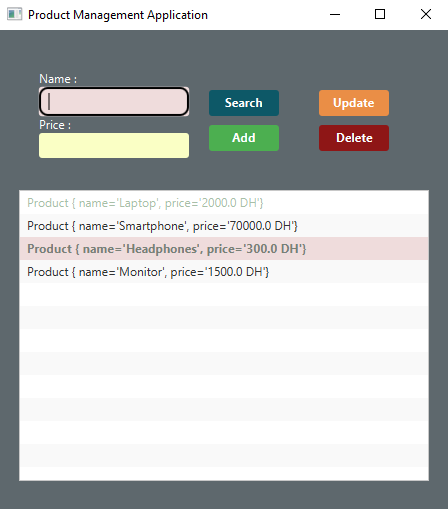 Product Management Application
Name :
Search
Update
Price :
Add
Delete
Product { name='Laptop', price='2000.0 DH'}
Product { name='Smartphone', price='70000.0 DH'}
Product { name='Headphones', price='300.0 DH'}
Product { name='Monitor', price='1500.0 DH'}